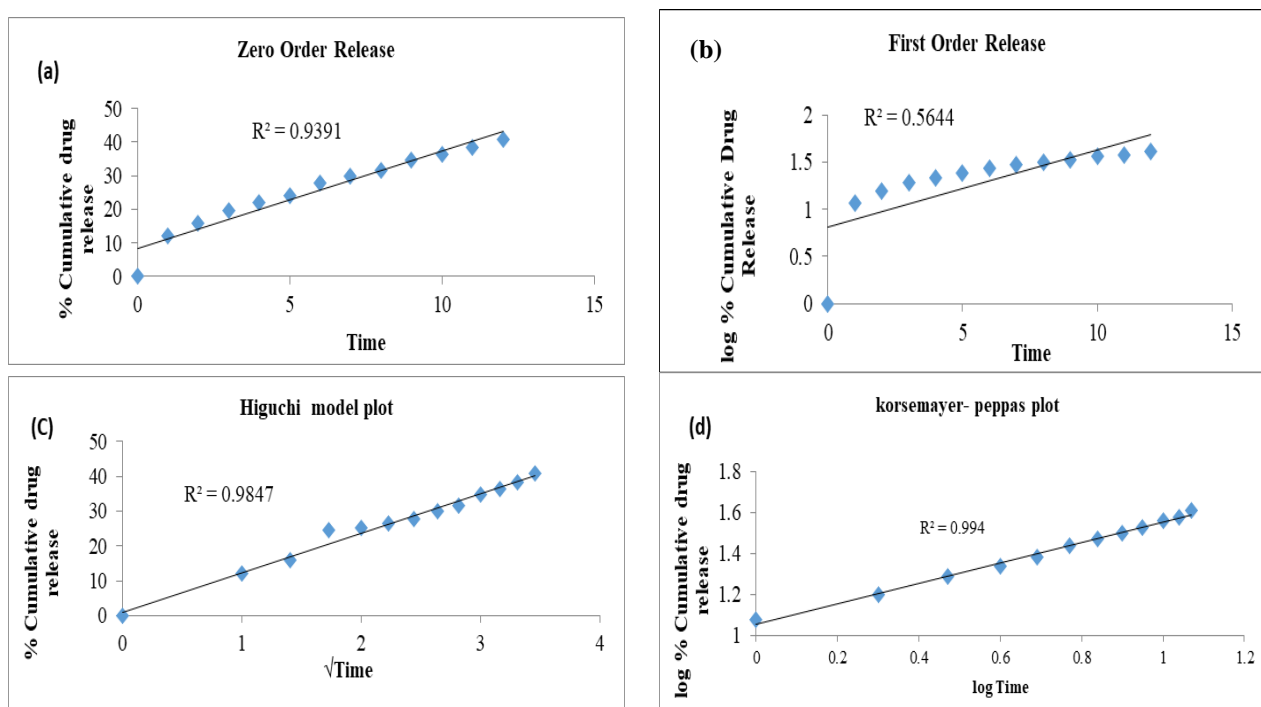 Zero Order Release
(a)
% Cumulative drug
release
50
40
30
20
10
0
R² = 0.9391
0
5
10
15
Time
(b)
First Order Release
log % Cumulative Drug
Release
2
1.5
1
0.5
0
R² = 0.5644
0
5
10
15
Time
Higuchi model plot
(C)
% Cumulative drug
release
50
40
30
20
10
0
R² = 0.9847
0
1
2
3
4
√Time
korsemayer- peppas plot
(d)
log % Cumulative drug
release
1.8
1.6
1.4
1.2
1
R² = 0.994
0
0.2
0.4
0.6
0.8
1
1.2
log Time